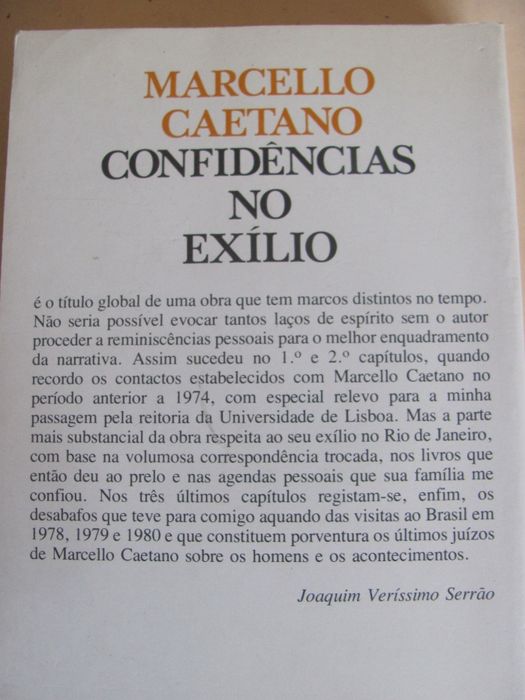 MARCELLO
CAETANO
CONFIDÊNCIAS
NO
EXÍLIO
é o título global de uma obra que tem marcos distintos no tempo.
Não seria possível evocar tantos laços de espírito sem o autor
proceder a reminiscências pessoais para o melhor enquadramento
da narrativa. Assim sucedeu no 1.º e 2.º capítulos, quando
recordo os contactos estabelecidos com Marcello Caetano no
período anterior a 1974, com especial relevo para a minha
passagem pela reitoria da Universidade de Lisboa. Mas a parte
mais substancial da obra respeita ao seu exílio no Rio de Janeiro,
com base na volumosa correspondência trocada, nos livros que
então deu ao prelo e nas agendas pessoais que sua família me
confiou. Nos três últimos capítulos registam-se, enfim, os
desabafos que teve para comigo aquando das visitas ao Brasil em
1978, 1979 e 1980 e que constituem porventura os últimos juízos
de Marcello Caetano sobre os homens e os acontecimentos.
Joaquim Veríssimo Serrão